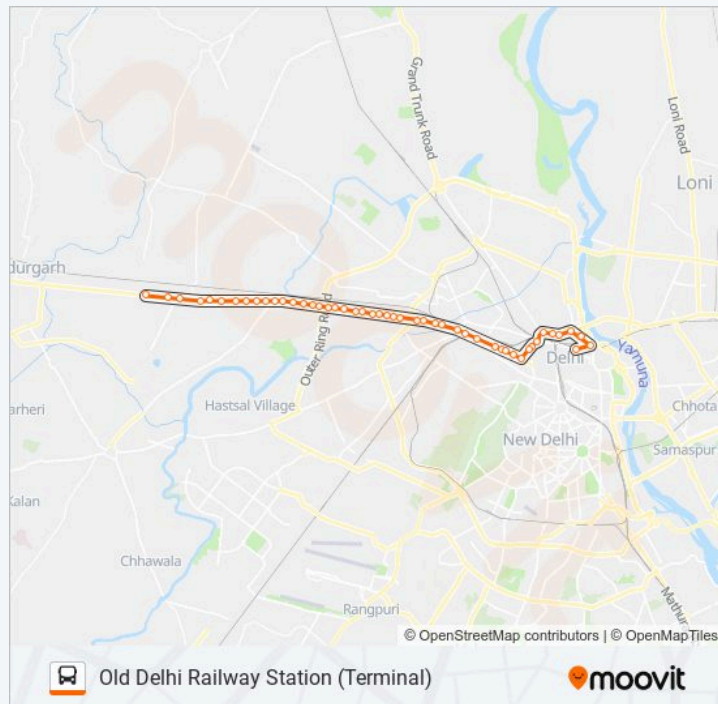 Grand Trunk Road
Loni Road
Loni
durgarh
Outer Ring Road
Delhi
Yamuna
Hastsal Village
arheri
Chhota
New Delhi
Samaspur
Kalan
Chhawala
Rangpuri
Mathur
© OpenStreetMap contributors | © OpenMapTiles
Old Delhi Railway Station (Terminal)
moovit